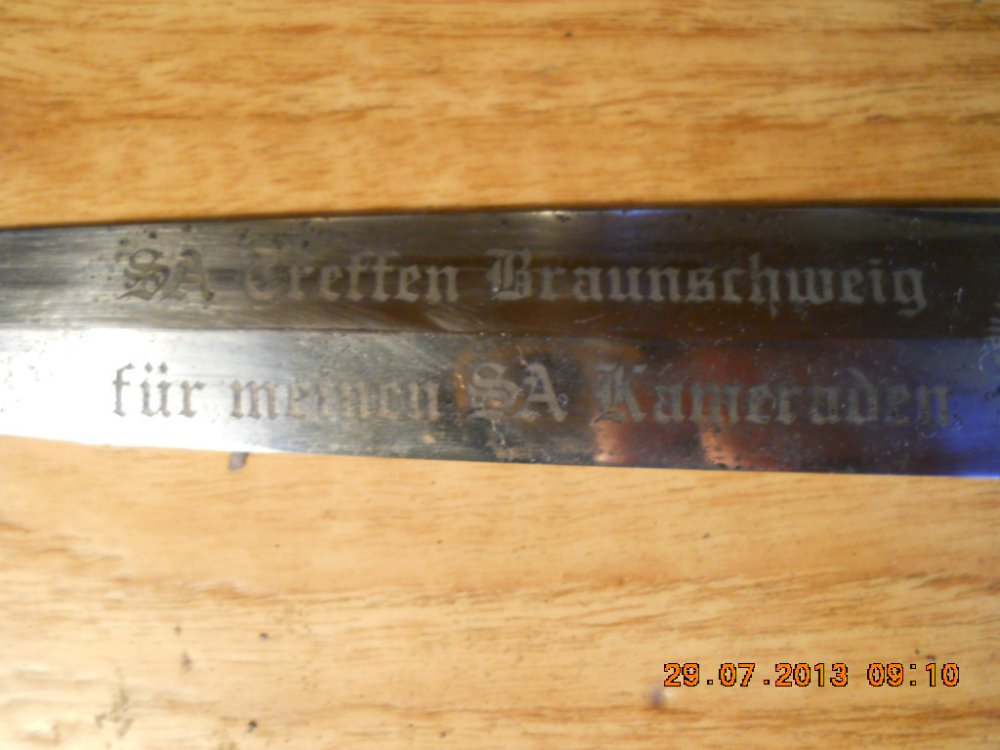 SA Treffen Braunschweig
für meinen SA Kameraden
29.07.2013 09:10